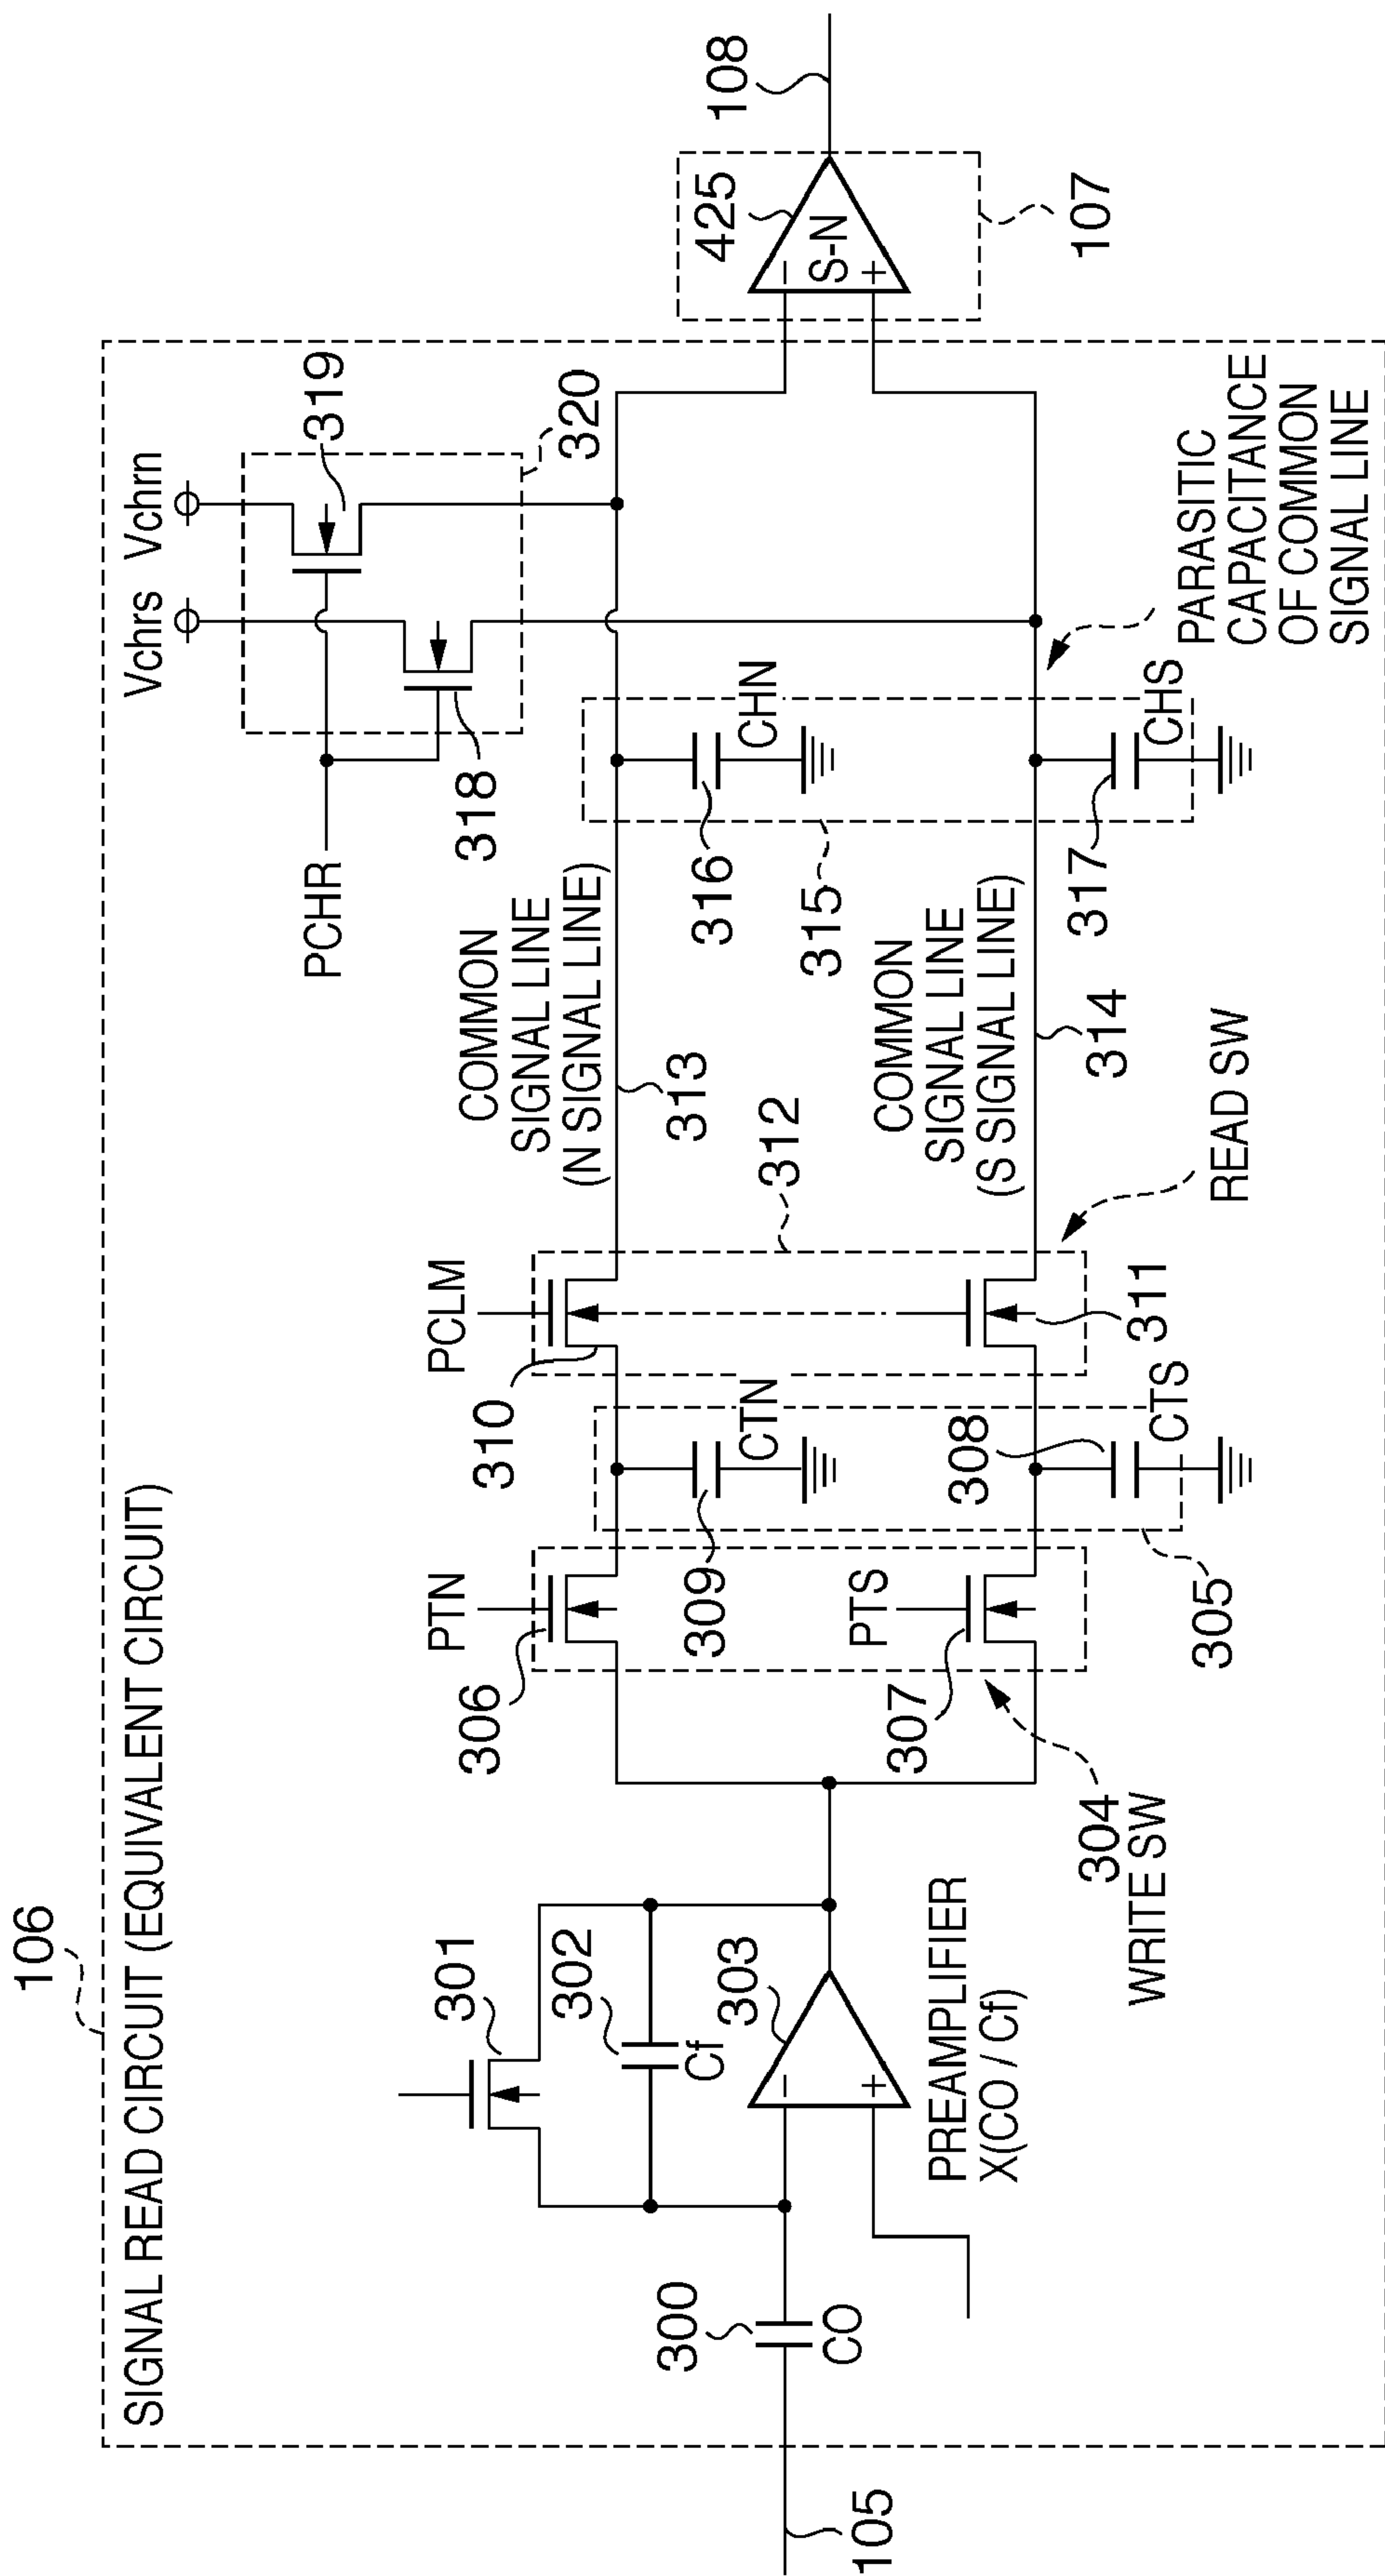 106
SIGNAL READ CIRCUIT (EQUIVALENT CIRCUIT)
105
300
CO
301
302
Cf
303
PREAMPLIFIER
X(CO / Cf)
304
WRITE SW
PTN
306
PTS
307
305
309
CTN
308
CTS
PCLM
310
311
312
READ SW
COMMON
SIGNAL LINE
(N SIGNAL LINE)
313
COMMON
SIGNAL LINE
(S SIGNAL LINE)
314
315
316
CHN
317
CHS
PARASITIC
CAPACITANCE
OF COMMON
SIGNAL LINE
PCHR
318
Vchrs
Vchrn
319
320
425
S-N
107
108
−
+
−
+